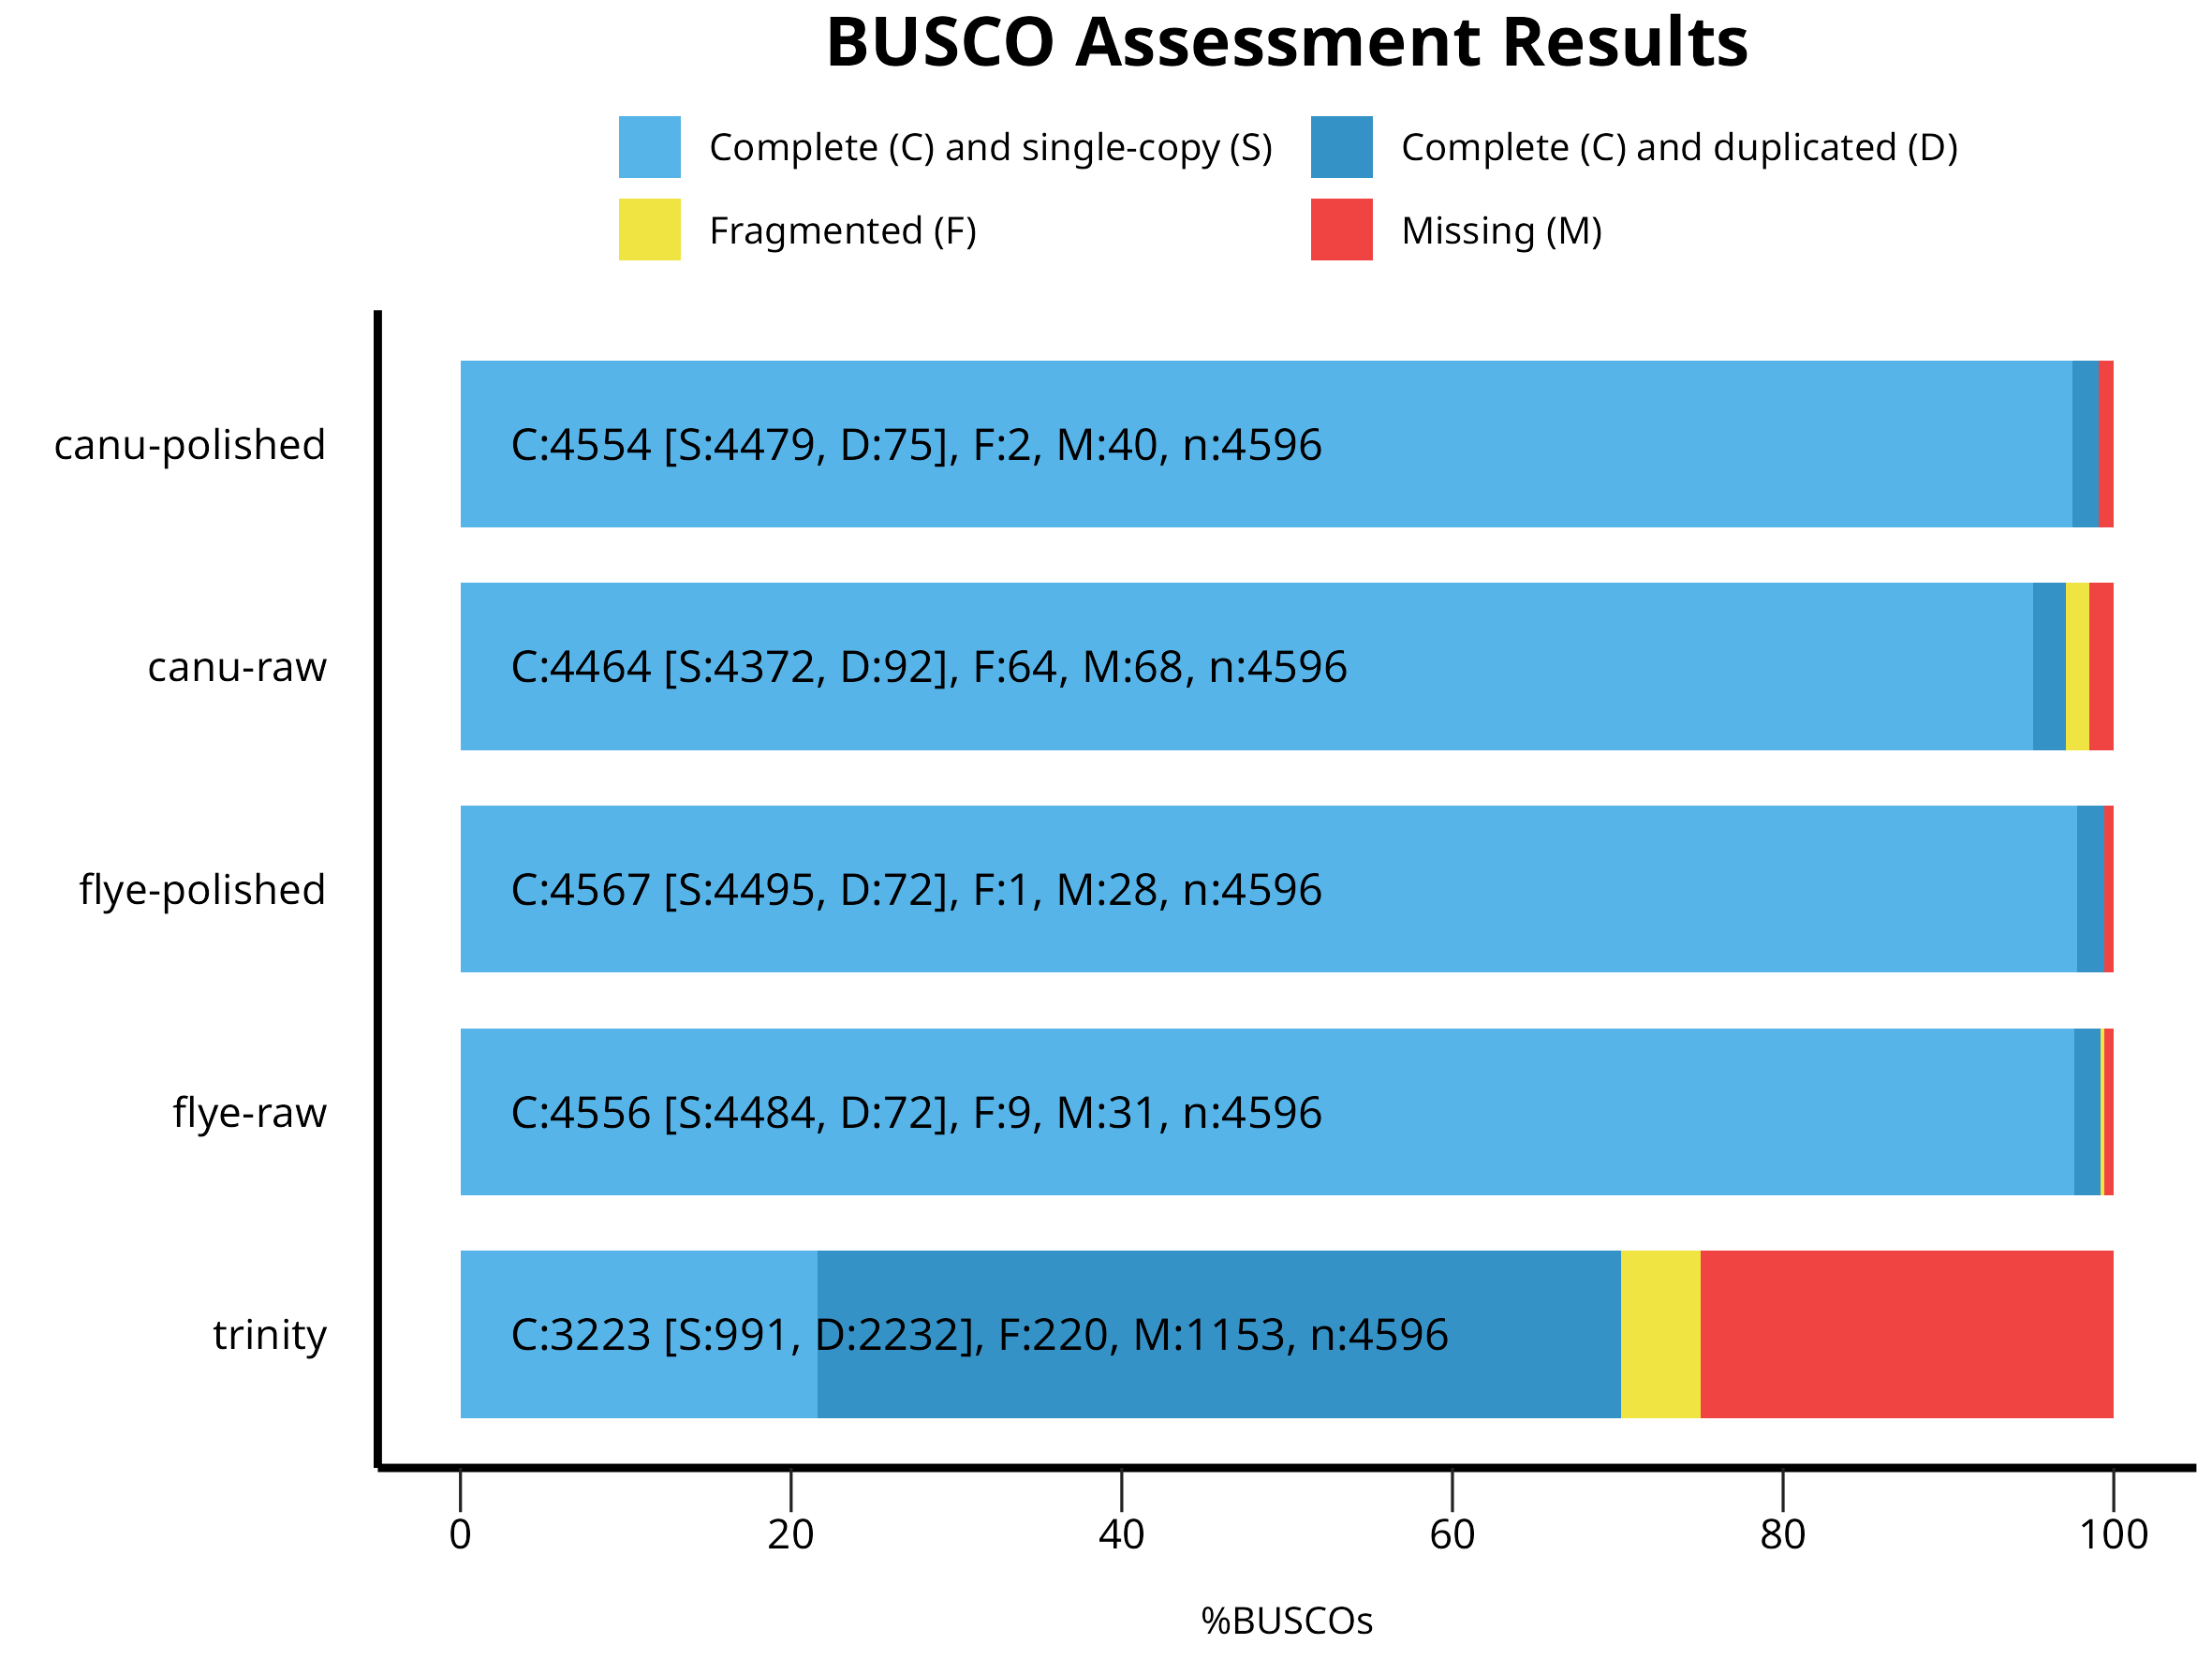 BUSCO Assessment Results
Complete (C) and single-copy (S)
Complete (C) and duplicated (D)
Fragmented (F)
Missing (M)
canu-polished
C:4554 [S:4479, D:75], F:2, M:40, n:4596
canu-raw
C:4464 [S:4372, D:92], F:64, M:68, n:4596
flye-polished
C:4567 [S:4495, D:72], F:1, M:28, n:4596
flye-raw
C:4556 [S:4484, D:72], F:9, M:31, n:4596
trinity
C:3223 [S:991, D:2232], F:220, M:1153, n:4596
0 20 40 60 80 100
%BUSCOs